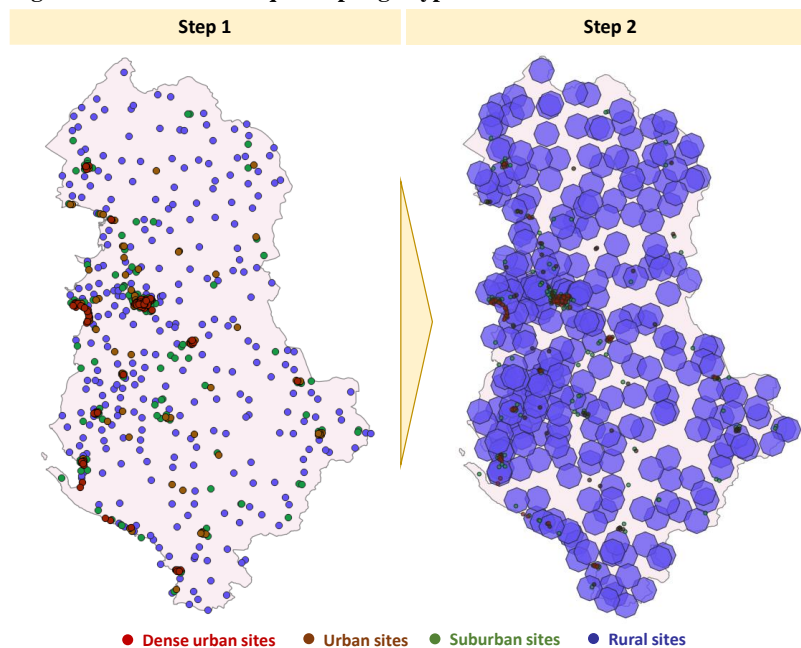 Step 1
Step 2
Dense urban sites
Urban sites
Suburban sites
Rural sites